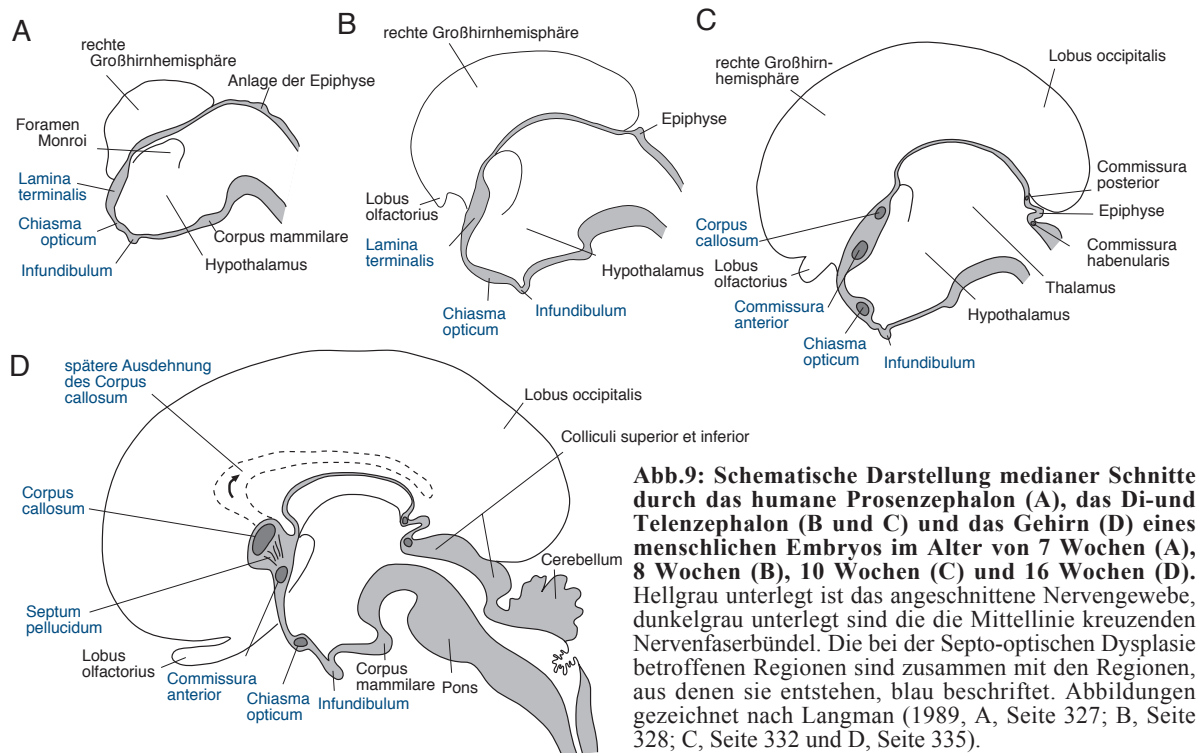 A
rechte
Großhirnhemisphäre
Anlage der Epiphyse
Foramen
Monroi
Lamina
terminalis
Chiasma
opticum
Infundibulum
Corpus mammilare
Hypothalamus
B
rechte Großhirnhemisphäre
Epiphyse
Lobus
olfactorius
Lamina
terminalis
Hypothalamus
Chiasma
opticum
Infundibulum
C
rechte Großhirn-
hemisphäre
Lobus occipitalis
Commissura
posterior
Epiphyse
Commissura
habenularis
Corpus
callosum
Lobus
olfactorius
Commissura
anterior
Thalamus
Hypothalamus
Chiasma
opticum
Infundibulum
D
spätere Ausdehnung
des Corpus
callosum
Lobus occipitalis
Colliculi superior et inferior
Corpus
callosum
Cerebellum
Septum
pellucidum
Lobus
olfactorius
Commissura
anterior
Chiasma
opticum
Infundibulum
Corpus
mammilare
Pons
Abb.9: Schematische Darstellung medianer Schnitte
durch das humane Prosenzephalon (A), das Di-und
Telenzephalon (B und C) und das Gehirn (D) eines
menschlichen Embryos im Alter von 7 Wochen (A),
8 Wochen (B), 10 Wochen (C) und 16 Wochen (D).
Hellgrau unterlegt ist das angeschnittene Nervengewebe,
dunkelgrau unterlegt sind die die Mittellinie kreuzenden
Nervenfaserbündel. Die bei der Septo-optischen Dysplasie
betroffenen Regionen sind zusammen mit den Regionen,
aus denen sie entstehen, blau beschriftet. Abbildungen
gezeichnet nach Langman (1989, A, Seite 327; B, Seite
328; C, Seite 332 und D, Seite 335).